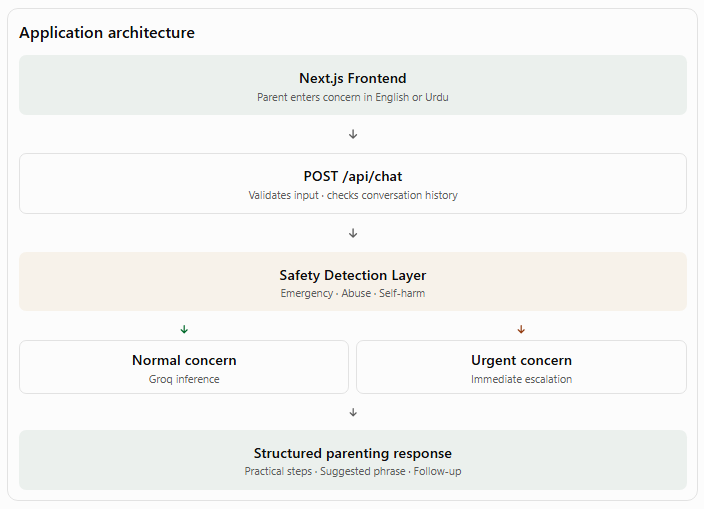 Application architecture
Next.js Frontend
Parent enters concern in English or Urdu
↓
POST /api/chat
Validates input · checks conversation history
↓
Safety Detection Layer
Emergency · Abuse · Self-harm
↓ ↓
Normal concern
Groq inference
Urgent concern
Immediate escalation
↓
Structured parenting response
Practical steps · Suggested phrase · Follow-up